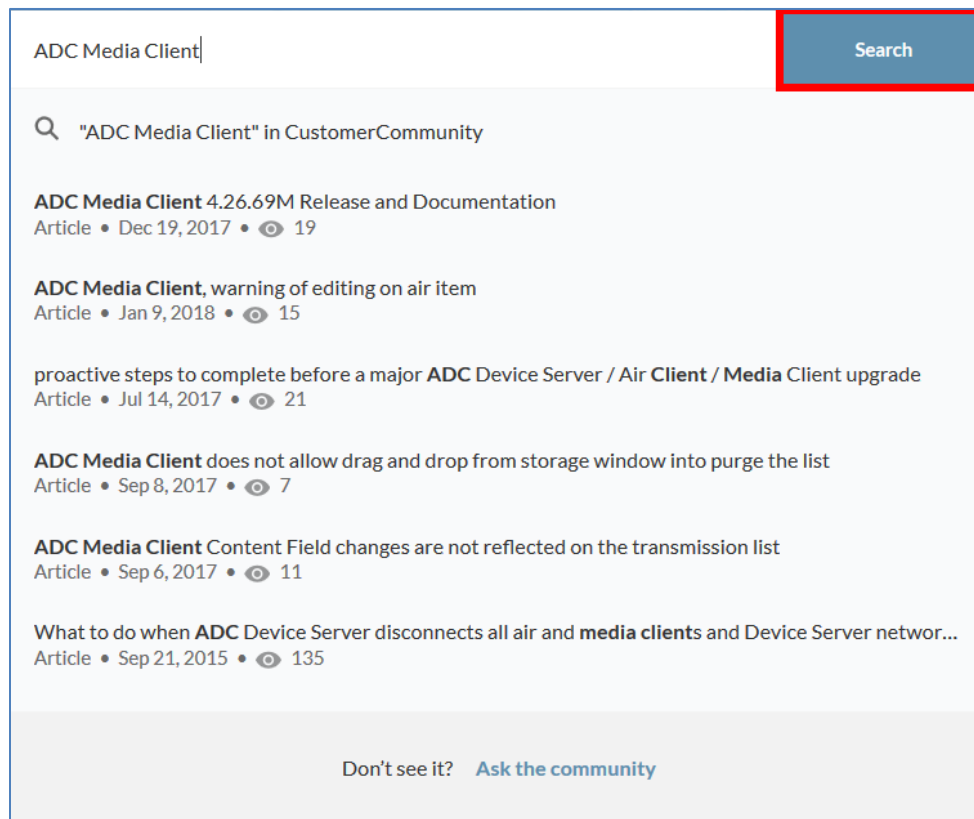 ADC Media Client
Search
"ADC Media Client" in CustomerCommunity
ADC Media Client 4.26.69M Release and Documentation
Article • Dec 19, 2017 • 19
ADC Media Client, warning of editing on air item
Article • Jan 9, 2018 • 15
proactive steps to complete before a major ADC Device Server / Air Client / Media Client upgrade
Article • Jul 14, 2017 • 21
ADC Media Client does not allow drag and drop from storage window into purge the list
Article • Sep 8, 2017 • 7
ADC Media Client Content Field changes are not reflected on the transmission list
Article • Sep 6, 2017 • 11
What to do when ADC Device Server disconnects all air and media clients and Device Server networ...
Article • Sep 21, 2015 • 135
Don't see it? Ask the community